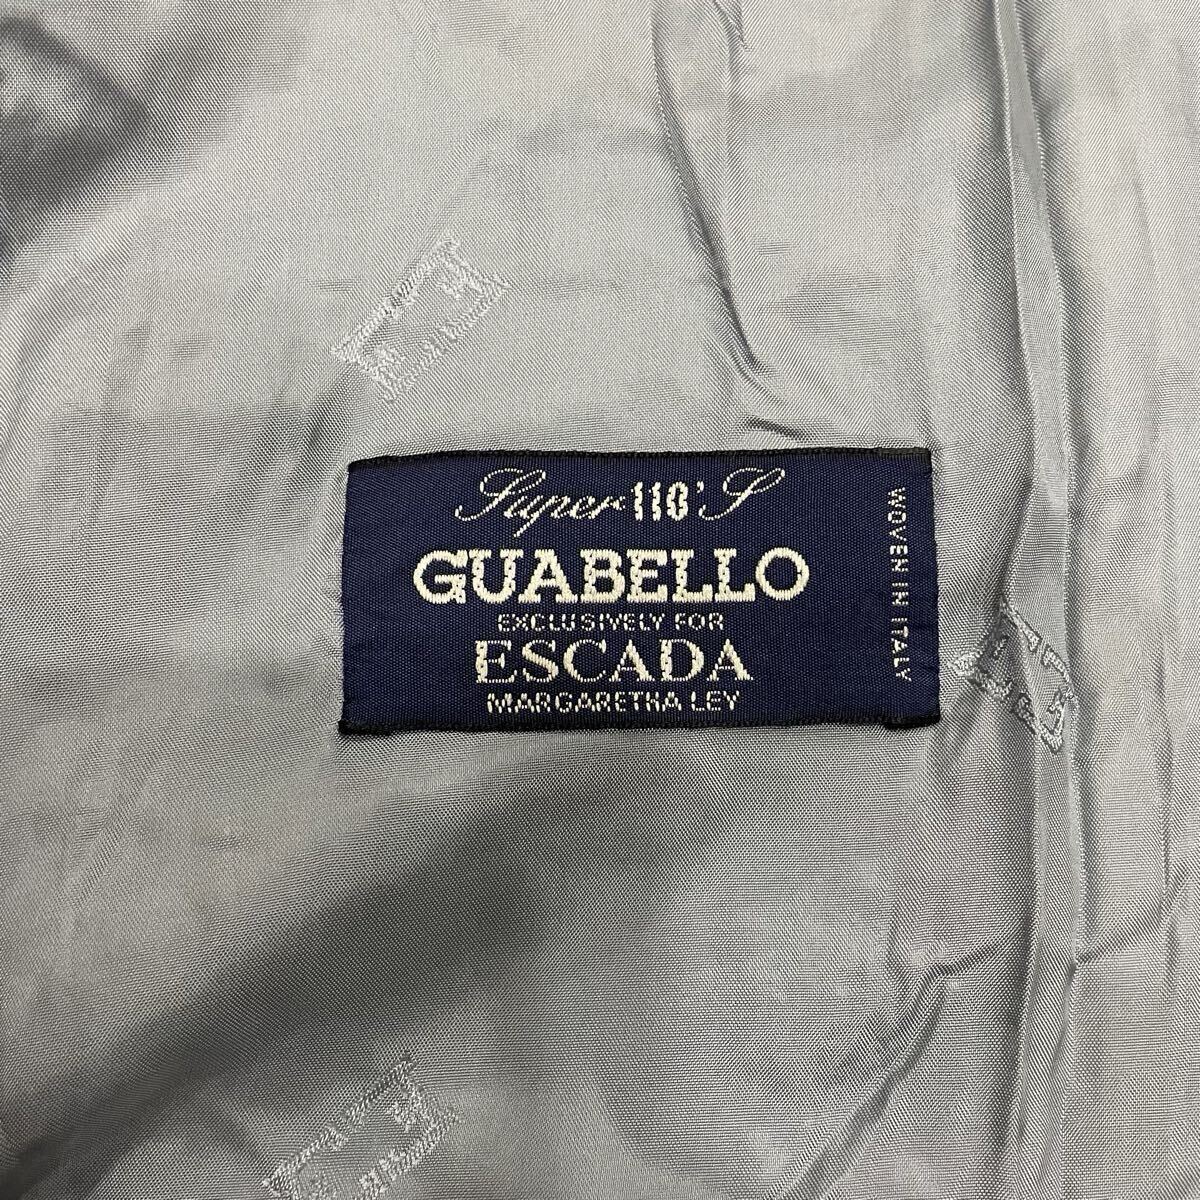 Super 110'S
GUABELLO
EXCLUSIVELY FOR
ESCADA
MARGARETHA LEY
WOVEN IN ITALY